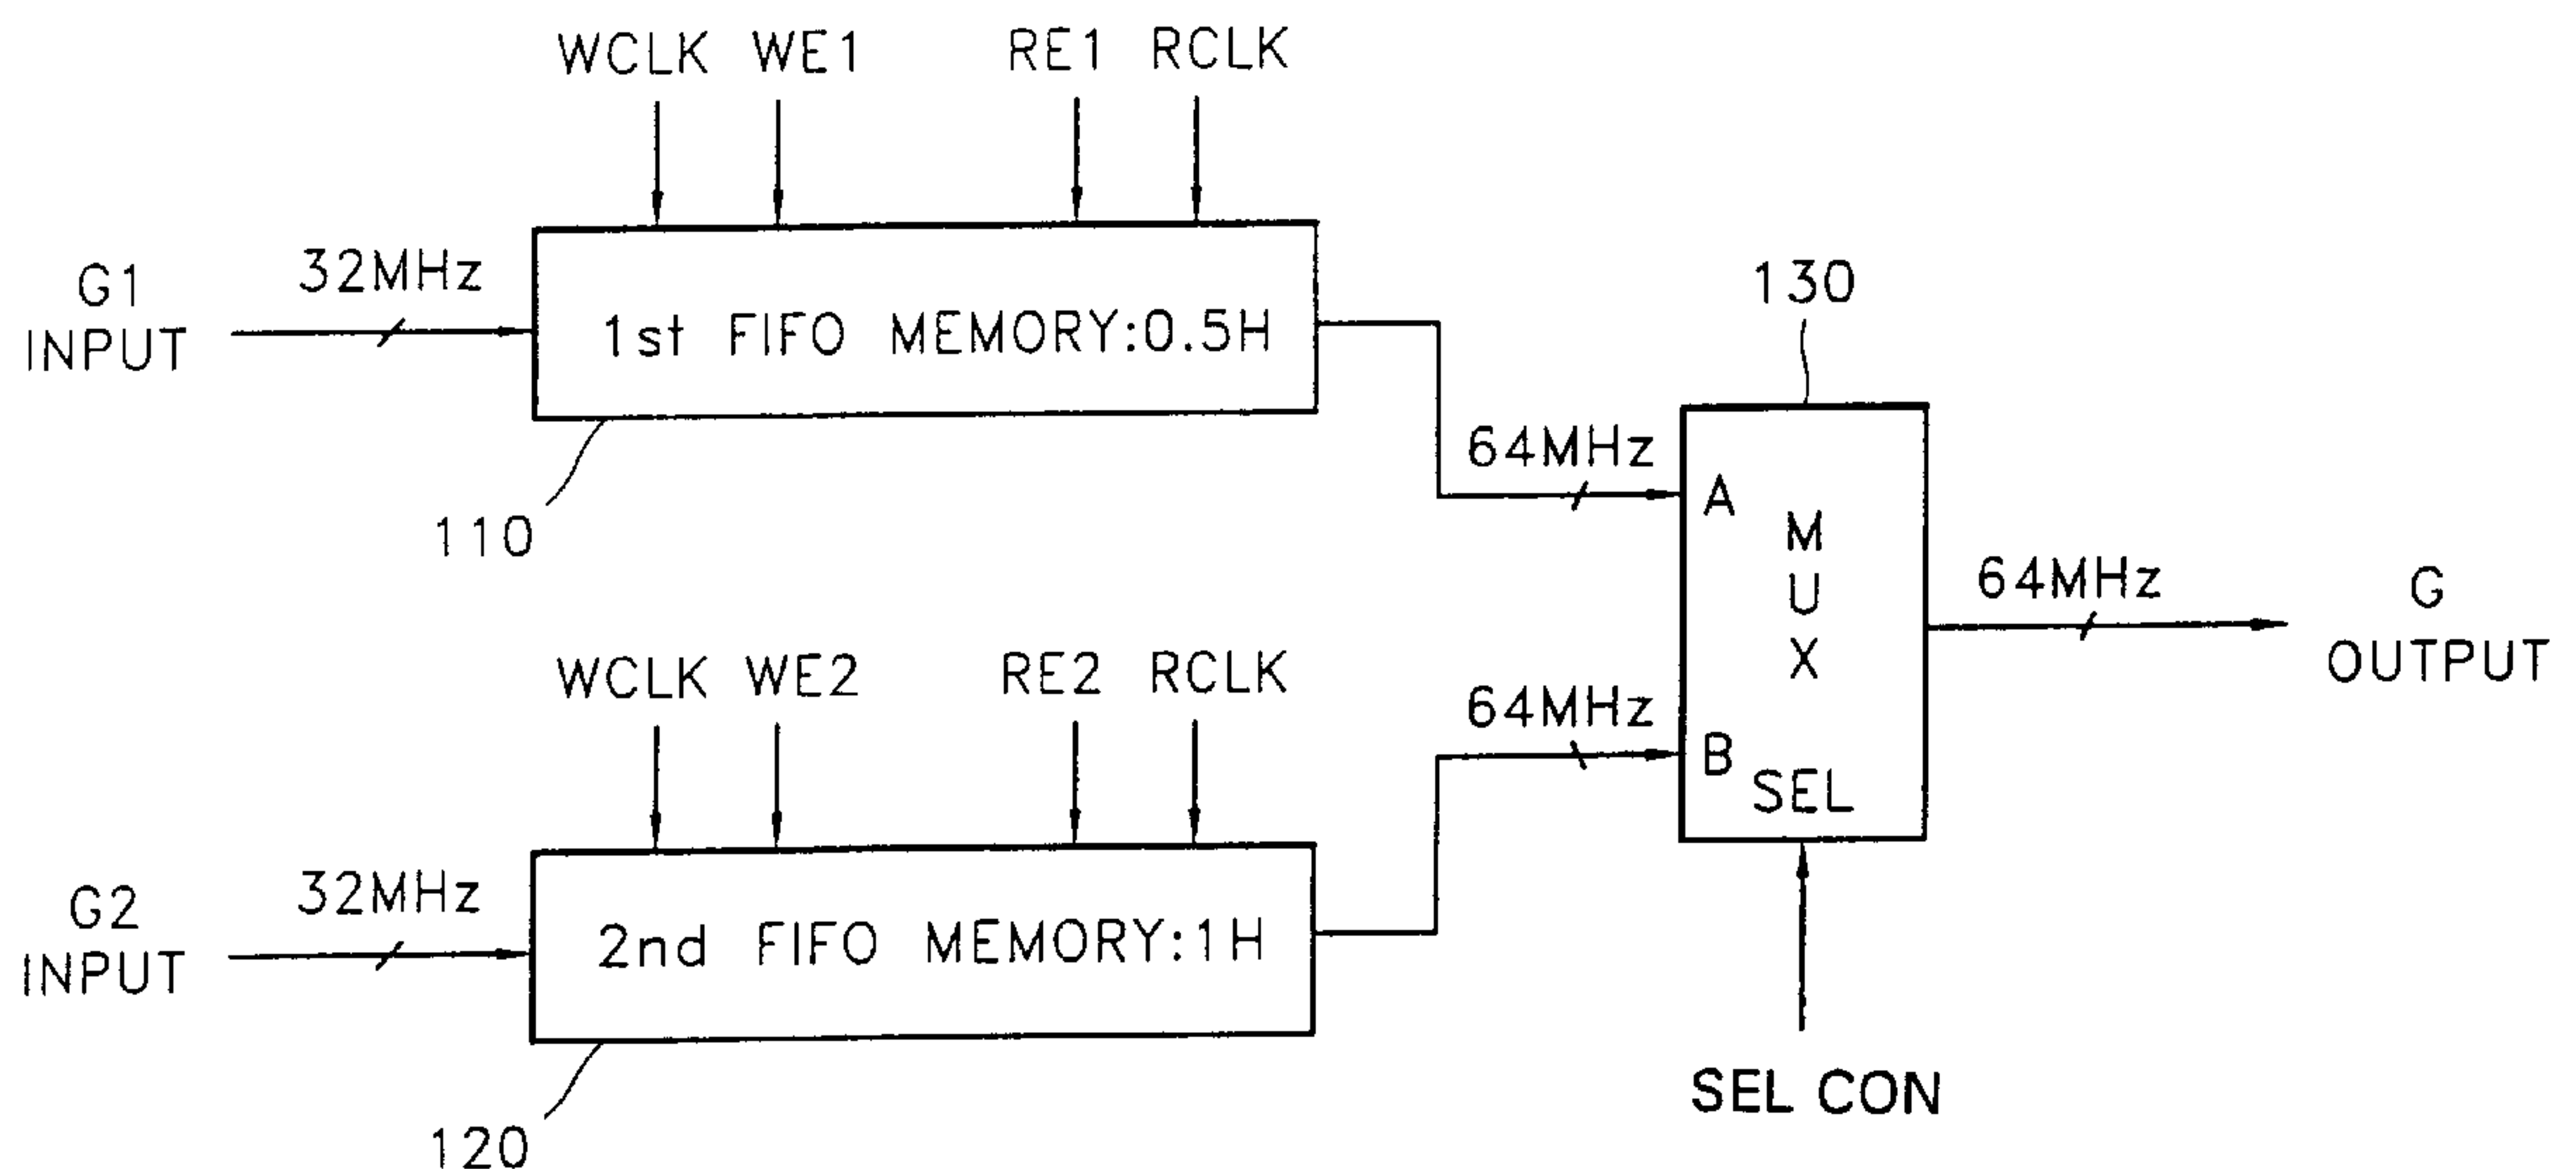 WCLK WE1 RE1 RCLK
G1
INPUT
32MHz
1st FIFO MEMORY:0.5H
110
130
64MHz
A
MUX
64MHz
G
OUTPUT
WCLK WE2 RE2 RCLK
64MHz
B
SEL
G2
INPUT
32MHz
2nd FIFO MEMORY:1H
120
SEL CON